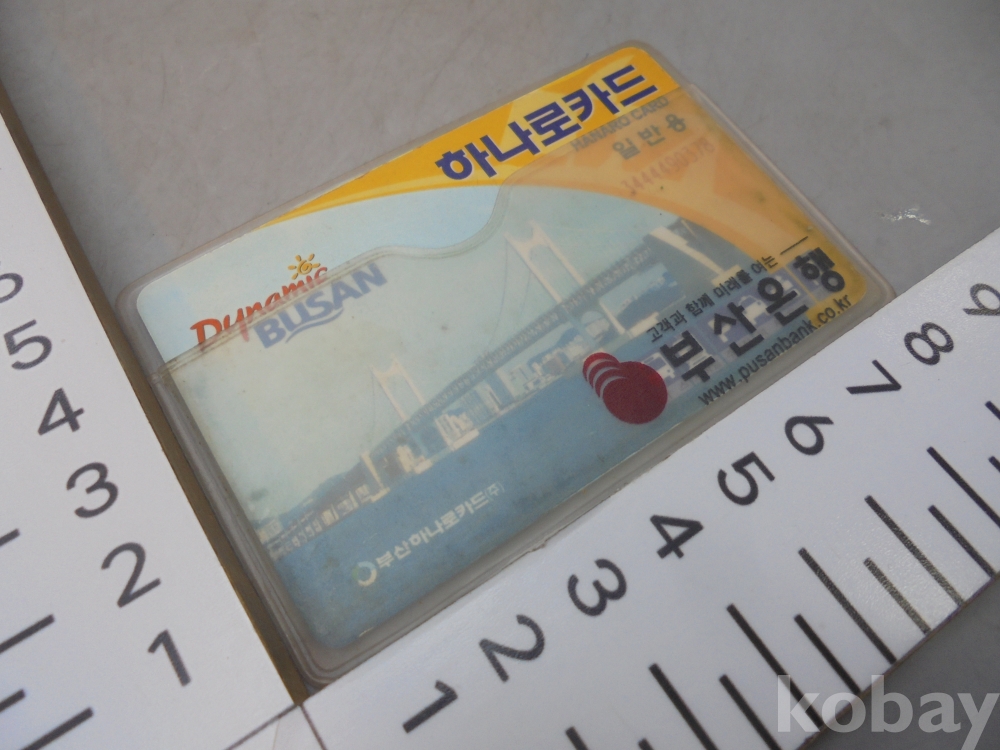 하나로카드
HANARO CARD
일반용
Dynamic
BUSAN
고객과 함께 미래를 여는
부산은행
www.pusanbank.co.kr
부산하나로카드(주)
5
4
3
2
1
1
2
3
4
5
6
7
8
9
kobay